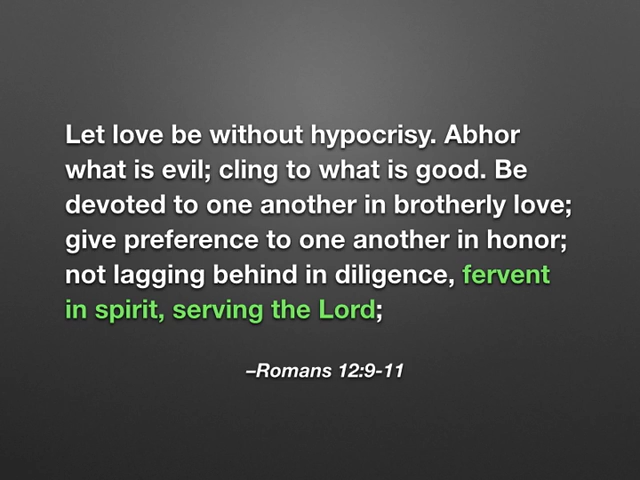 Let love be without hypocrisy. Abhor
what is evil; cling to what is good. Be
devoted to one another in brotherly love;
give preference to one another in honor;
not lagging behind in diligence, fervent
in spirit, serving the Lord;
–Romans 12:9-11